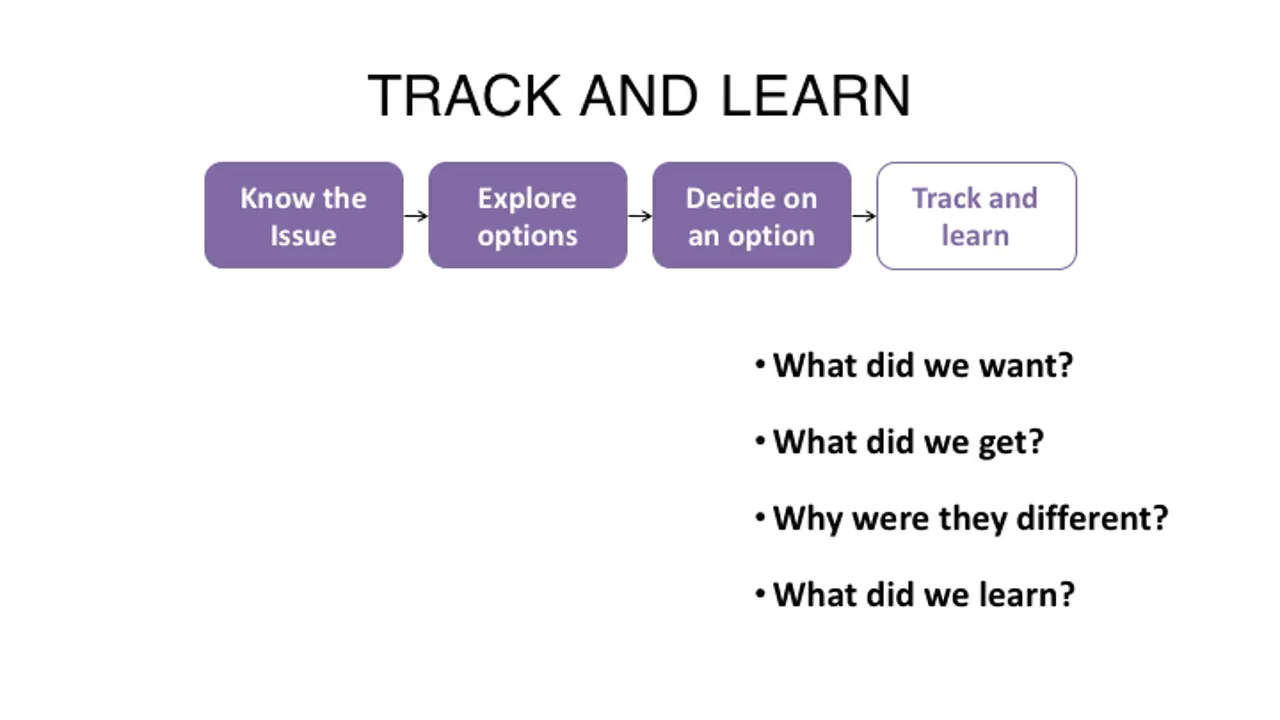 TRACK AND LEARN
Know the
Issue
Explore
options
Decide on
an option
Track and
learn
• What did we want?
• What did we get?
• Why were they different?
• What did we learn?